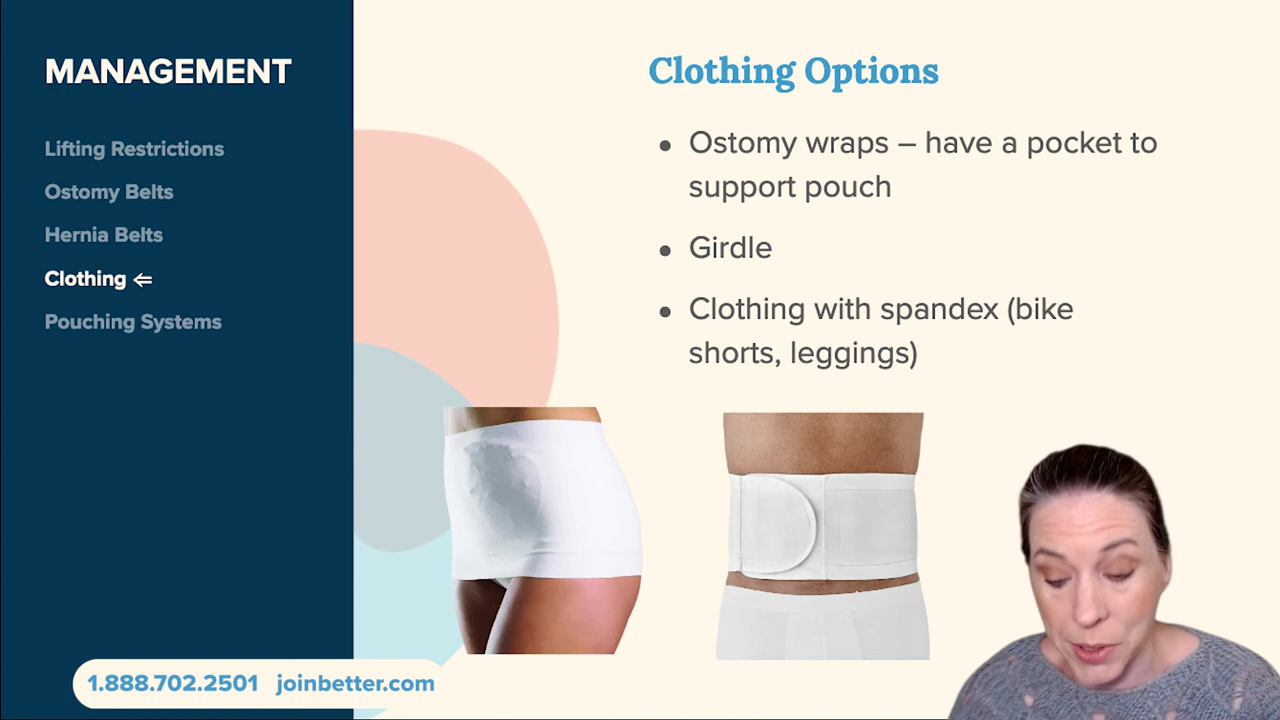 MANAGEMENT
Lifting Restrictions
Ostomy Belts
Hernia Belts
Clothing ⇐
Pouching Systems
Clothing Options
• Ostomy wraps – have a pocket to
support pouch
• Girdle
• Clothing with spandex (bike
shorts, leggings)
1.888.702.2501 joinbetter.com